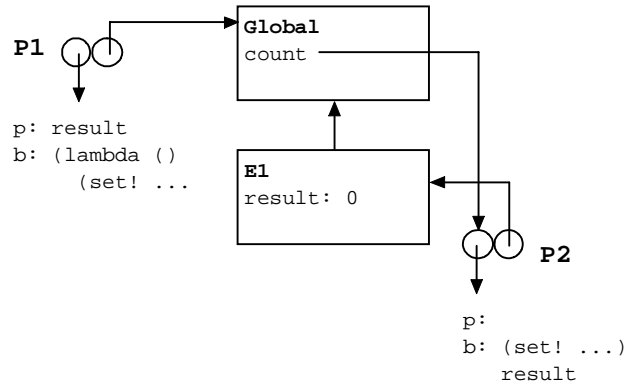 Global
count
P1
p: result
b: (lambda ()
(set! ...
E1
result: 0
P2
p:
b: (set! ...)
result